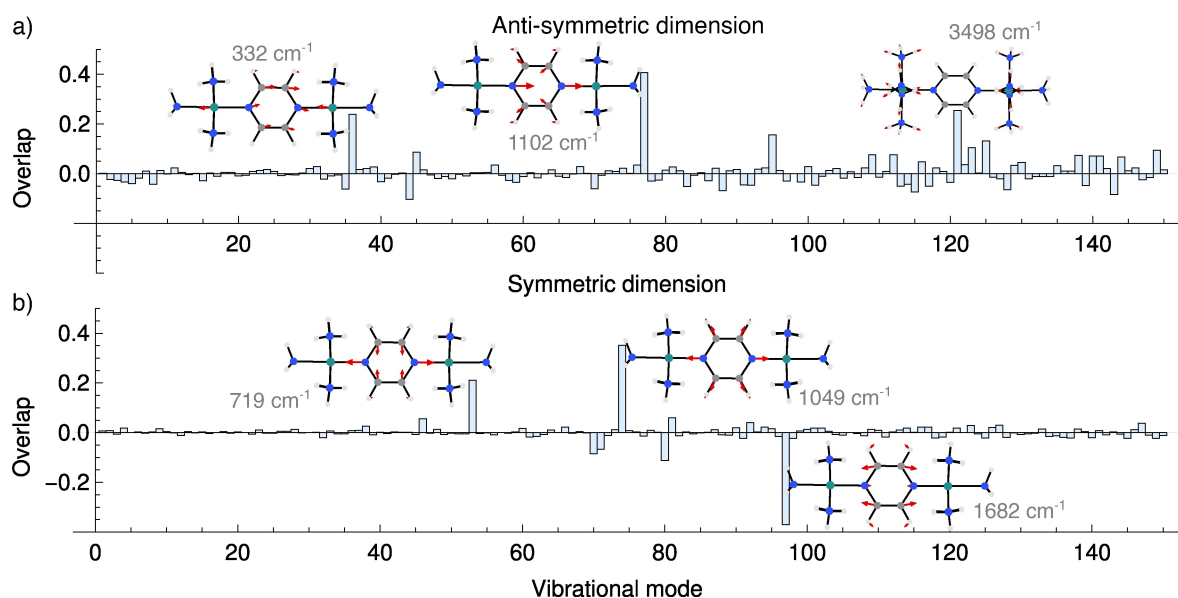 a)
Anti-symmetric dimension
332 cm⁻¹
1102 cm⁻¹
3498 cm⁻¹
Overlap
0.4
0.2
0.0
20 40 60 80 100 120 140
Symmetric dimension
b)
719 cm⁻¹
1049 cm⁻¹
1682 cm⁻¹
Overlap
0.4
0.2
0.0
−0.2
0 20 40 60 80 100 120 140
Vibrational mode